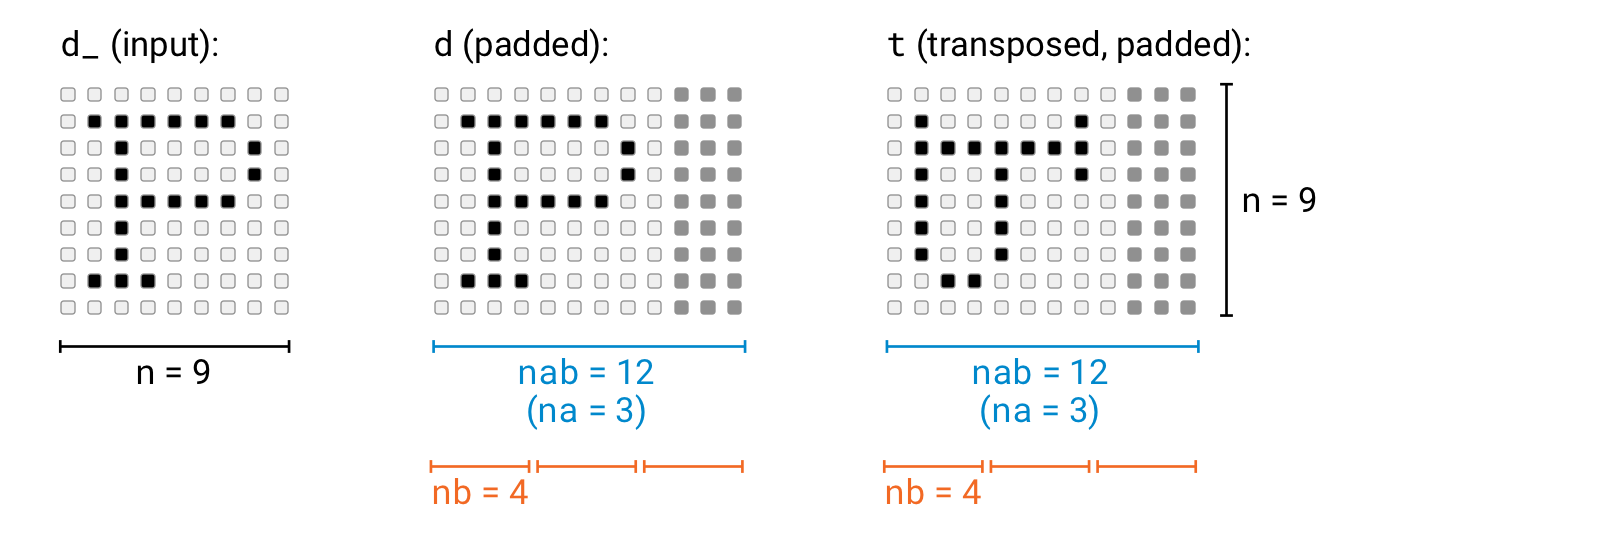 d_ (input):
d (padded):
t (transposed, padded):
n = 9
n = 9
nab = 12
(na = 3)
nab = 12
(na = 3)
nb = 4
nb = 4